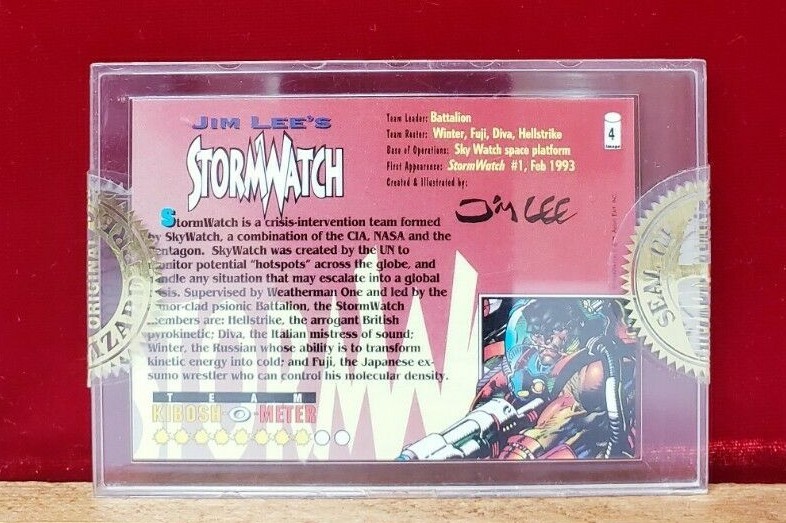 JIM LEE'S
STORMWATCH
Team Leader: Battalion
Team Roster: Winter, Fuji, Diva, Hellstrike
Base of Operations: Sky Watch space platform
First Appearance: StormWatch #1, Feb 1993
Created & Illustrated by:
JIM LEE
4
image
StormWatch is a crisis-intervention team formed
by SkyWatch, a combination of the CIA, NASA and the
entagon. SkyWatch was created by the UN to
onitor potential "hotspots" across the globe, and
ndle any situation that may escalate into a global
sis. Supervised by Weatherman One and led by the
mor-clad psionic Battalion, the StormWatch
members are: Hellstrike, the arrogant British
pyrokinetic; Diva, the Italian mistress of sound;
Winter, the Russian whose ability is to transform
kinetic energy into cold; and Fuji, the Japanese ex-
sumo wrestler who can control his molecular density.
TEAM
KIBOSH-METER
ORIGINAL
SEAL